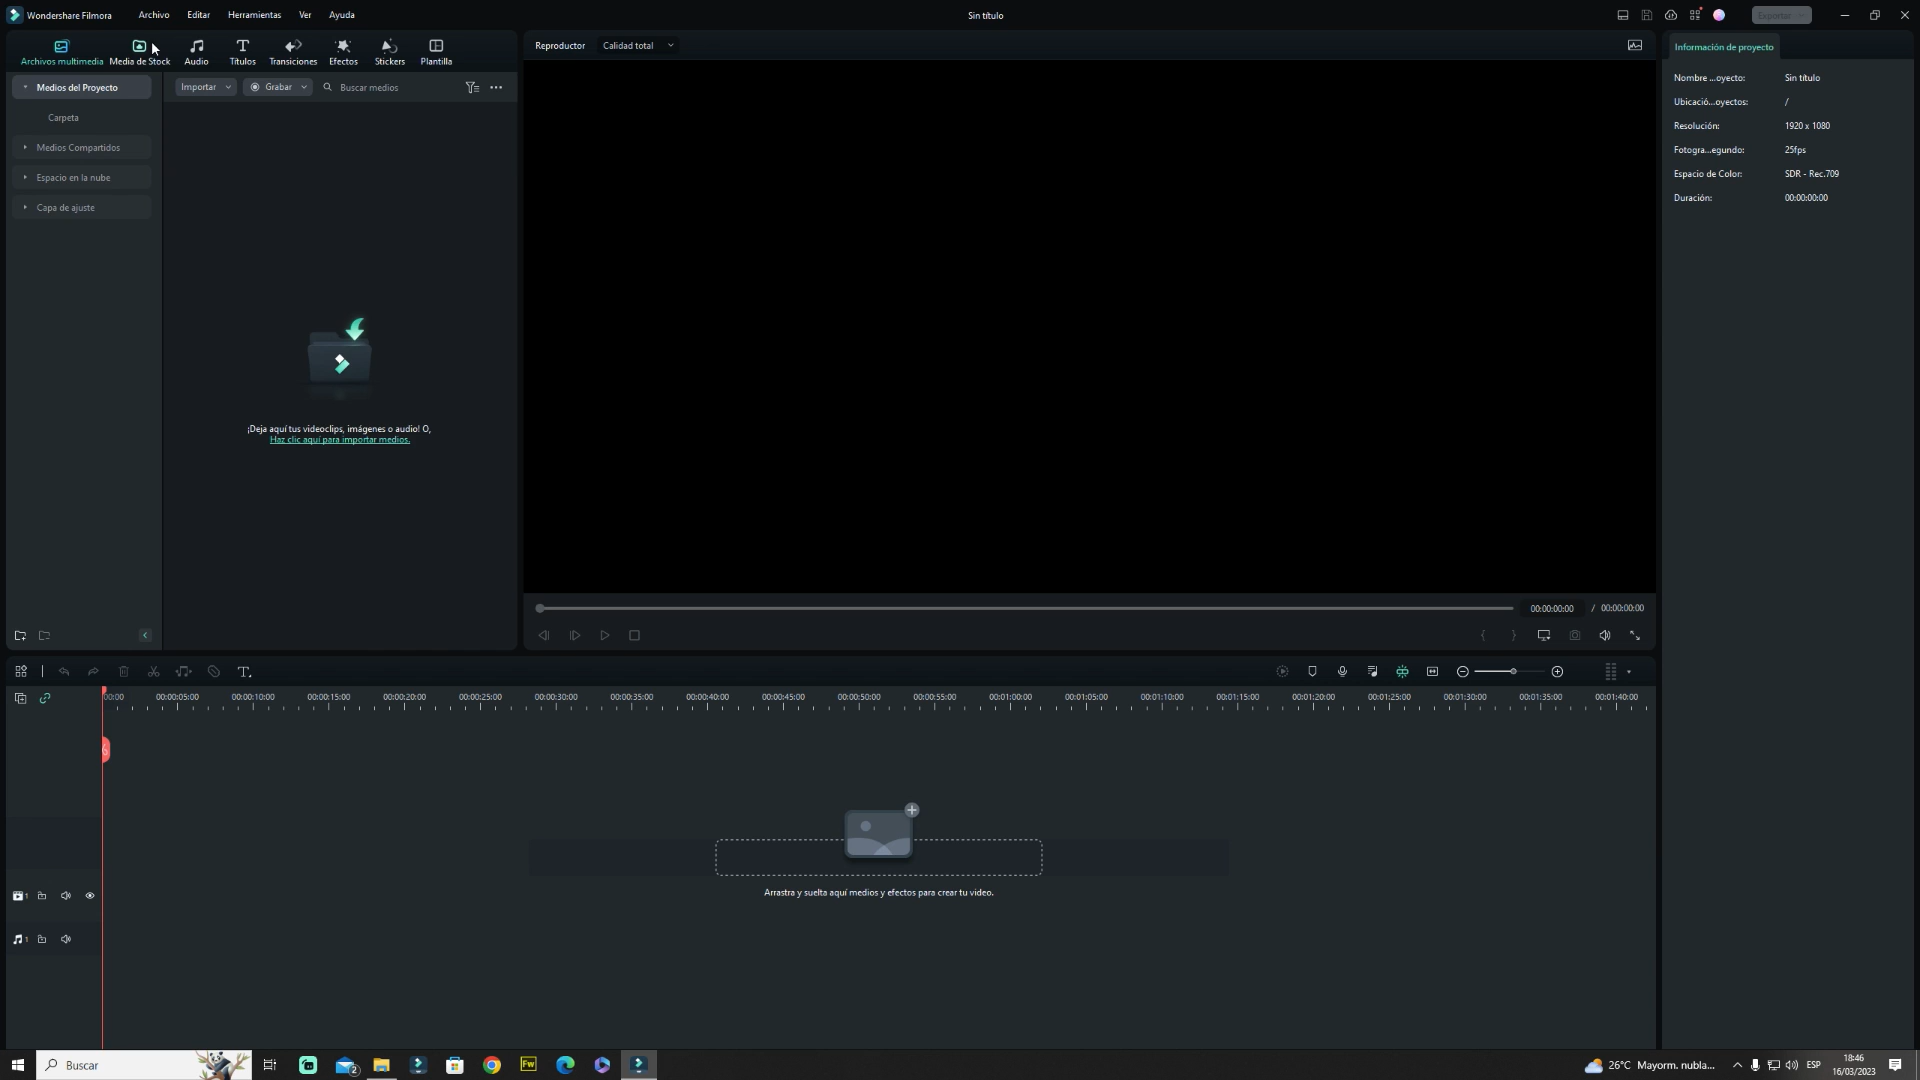 Wondershare Filmora
Archivo
Editar
Herramientas
Ver
Ayuda
Sin título
Exportar
Archivos multimedia
Media de Stock
Audio
Títulos
Transiciones
Efectos
Stickers
Plantilla
Reproductor
Calidad total
Información de proyecto
Medios del Proyecto
Carpeta
Medios Compartidos
Espacio en la nube
Capa de ajuste
Importar
Grabar
Buscar medios
¡Deja aquí tus videoclips, imágenes o audio! O,
Haz clic aquí para importar medios.
Nombre ...oyecto: Sin título
Ubicació...oyectos: /
Resolución: 1920 x 1080
Fotogra...egundo: 25fps
Espacio de Color: SDR - Rec.709
Duración: 00:00:00:00
00:00:00:00 / 00:00:00:00
00:00 00:00:05:00 00:00:10:00 00:00:15:00 00:00:20:00 00:00:25:00 00:00:30:00 00:00:35:00 00:00:40:00 00:00:45:00 00:00:50:00 00:00:55:00 00:01:00:00 00:01:05:00 00:01:10:00 00:01:15:00 00:01:20:00 00:01:25:00 00:01:30:00 00:01:35:00 00:01:40:00
Arrastra y suelta aquí medios y efectos para crear tu video.
1
1
Buscar
2
Fw
26°C Mayorm. nubla...
ESP
18:46
16/03/2023